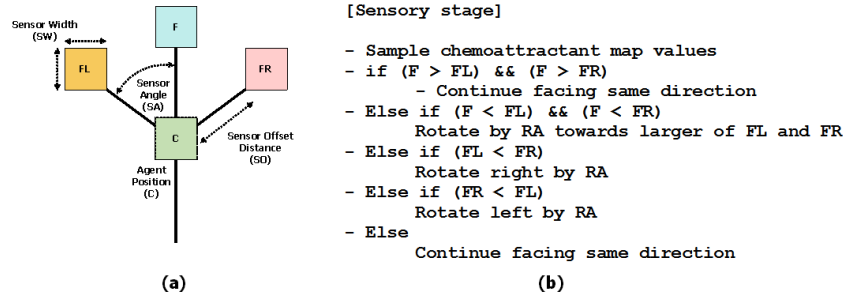 Sensor Width
(SW)
F
FL
FR
Sensor
Angle
(SA)
C
Sensor Offset
Distance
(SO)
Agent
Position
(C)
(a)
[Sensory stage]
- Sample chemoattractant map values
- if (F > FL) && (F > FR)
- Continue facing same direction
- Else if (F < FL) && (F < FR)
Rotate by RA towards larger of FL and FR
- Else if (FL < FR)
Rotate right by RA
- Else if (FR < FL)
Rotate left by RA
- Else
Continue facing same direction
(b)